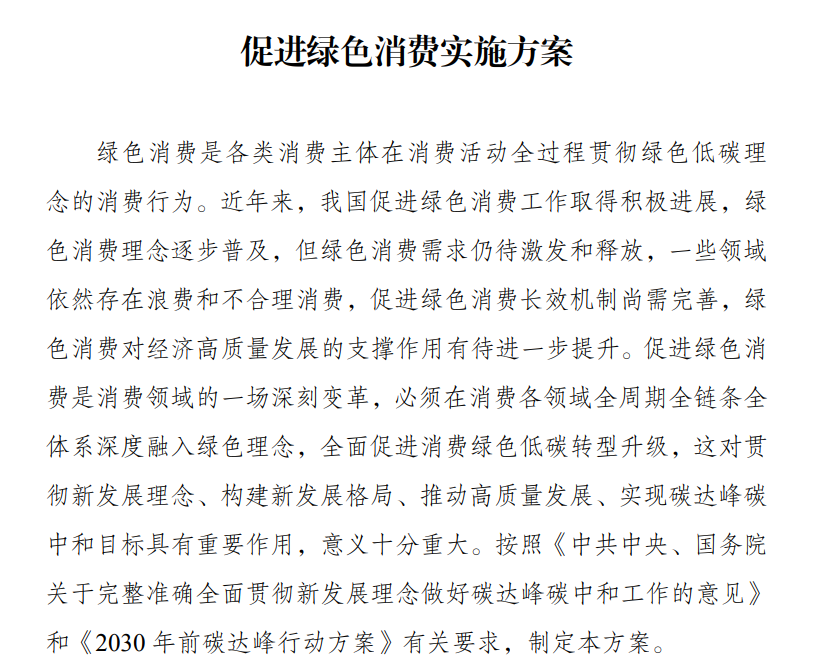 促进绿色消费实施方案
绿色消费是各类消费主体在消费活动全过程贯彻绿色低碳理
念的消费行为。近年来，我国促进绿色消费工作取得积极进展，绿
色消费理念逐步普及，但绿色消费需求仍待激发和释放，一些领域
依然存在浪费和不合理消费，促进绿色消费长效机制尚需完善，绿
色消费对经济高质量发展的支撑作用有待进一步提升。促进绿色消
费是消费领域的一场深刻变革，必须在消费各领域全周期全链条全
体系深度融入绿色理念，全面促进消费绿色低碳转型升级，这对贯
彻新发展理念、构建新发展格局、推动高质量发展、实现碳达峰碳
中和目标具有重要作用，意义十分重大。按照《中共中央、国务院
关于完整准确全面贯彻新发展理念做好碳达峰碳中和工作的意见》
和《2030 年前碳达峰行动方案》有关要求，制定本方案。